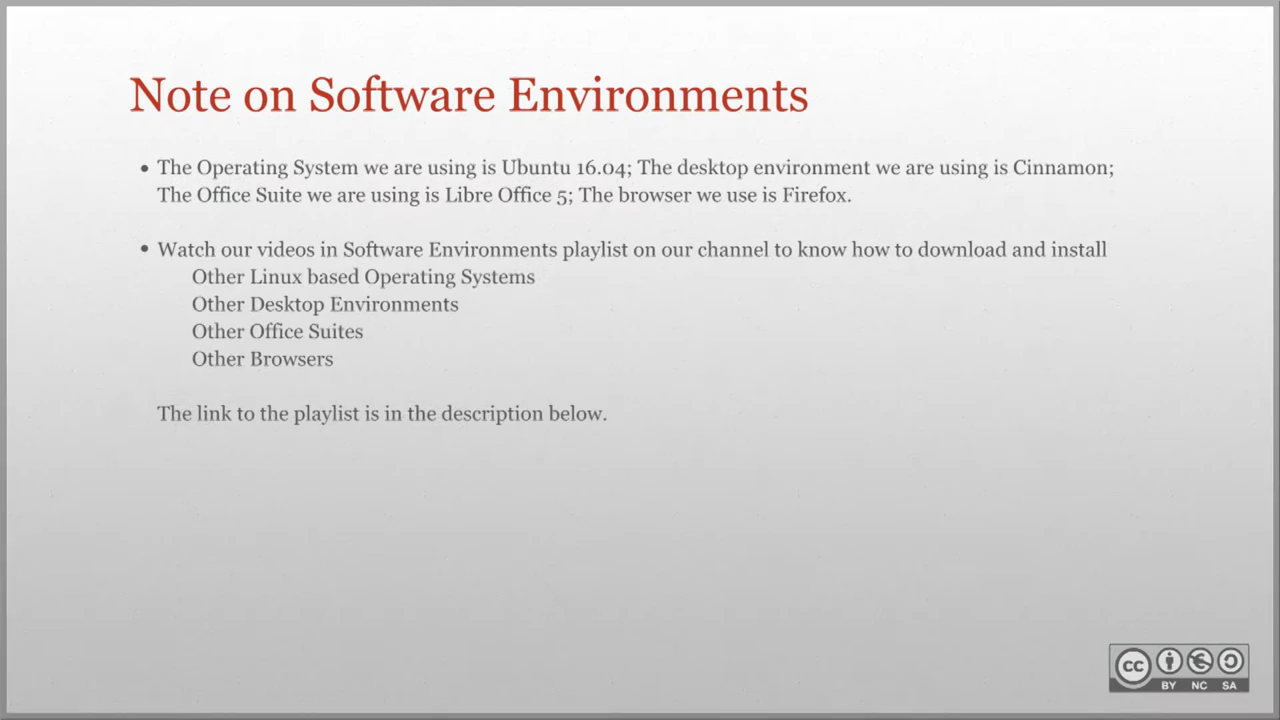 Note on Software Environments
• The Operating System we are using is Ubuntu 16.04; The desktop environment we are using is Cinnamon;
The Office Suite we are using is Libre Office 5; The browser we use is Firefox.
• Watch our videos in Software Environments playlist on our channel to know how to download and install
Other Linux based Operating Systems
Other Desktop Environments
Other Office Suites
Other Browsers
The link to the playlist is in the description below.
cc
BY NC SA